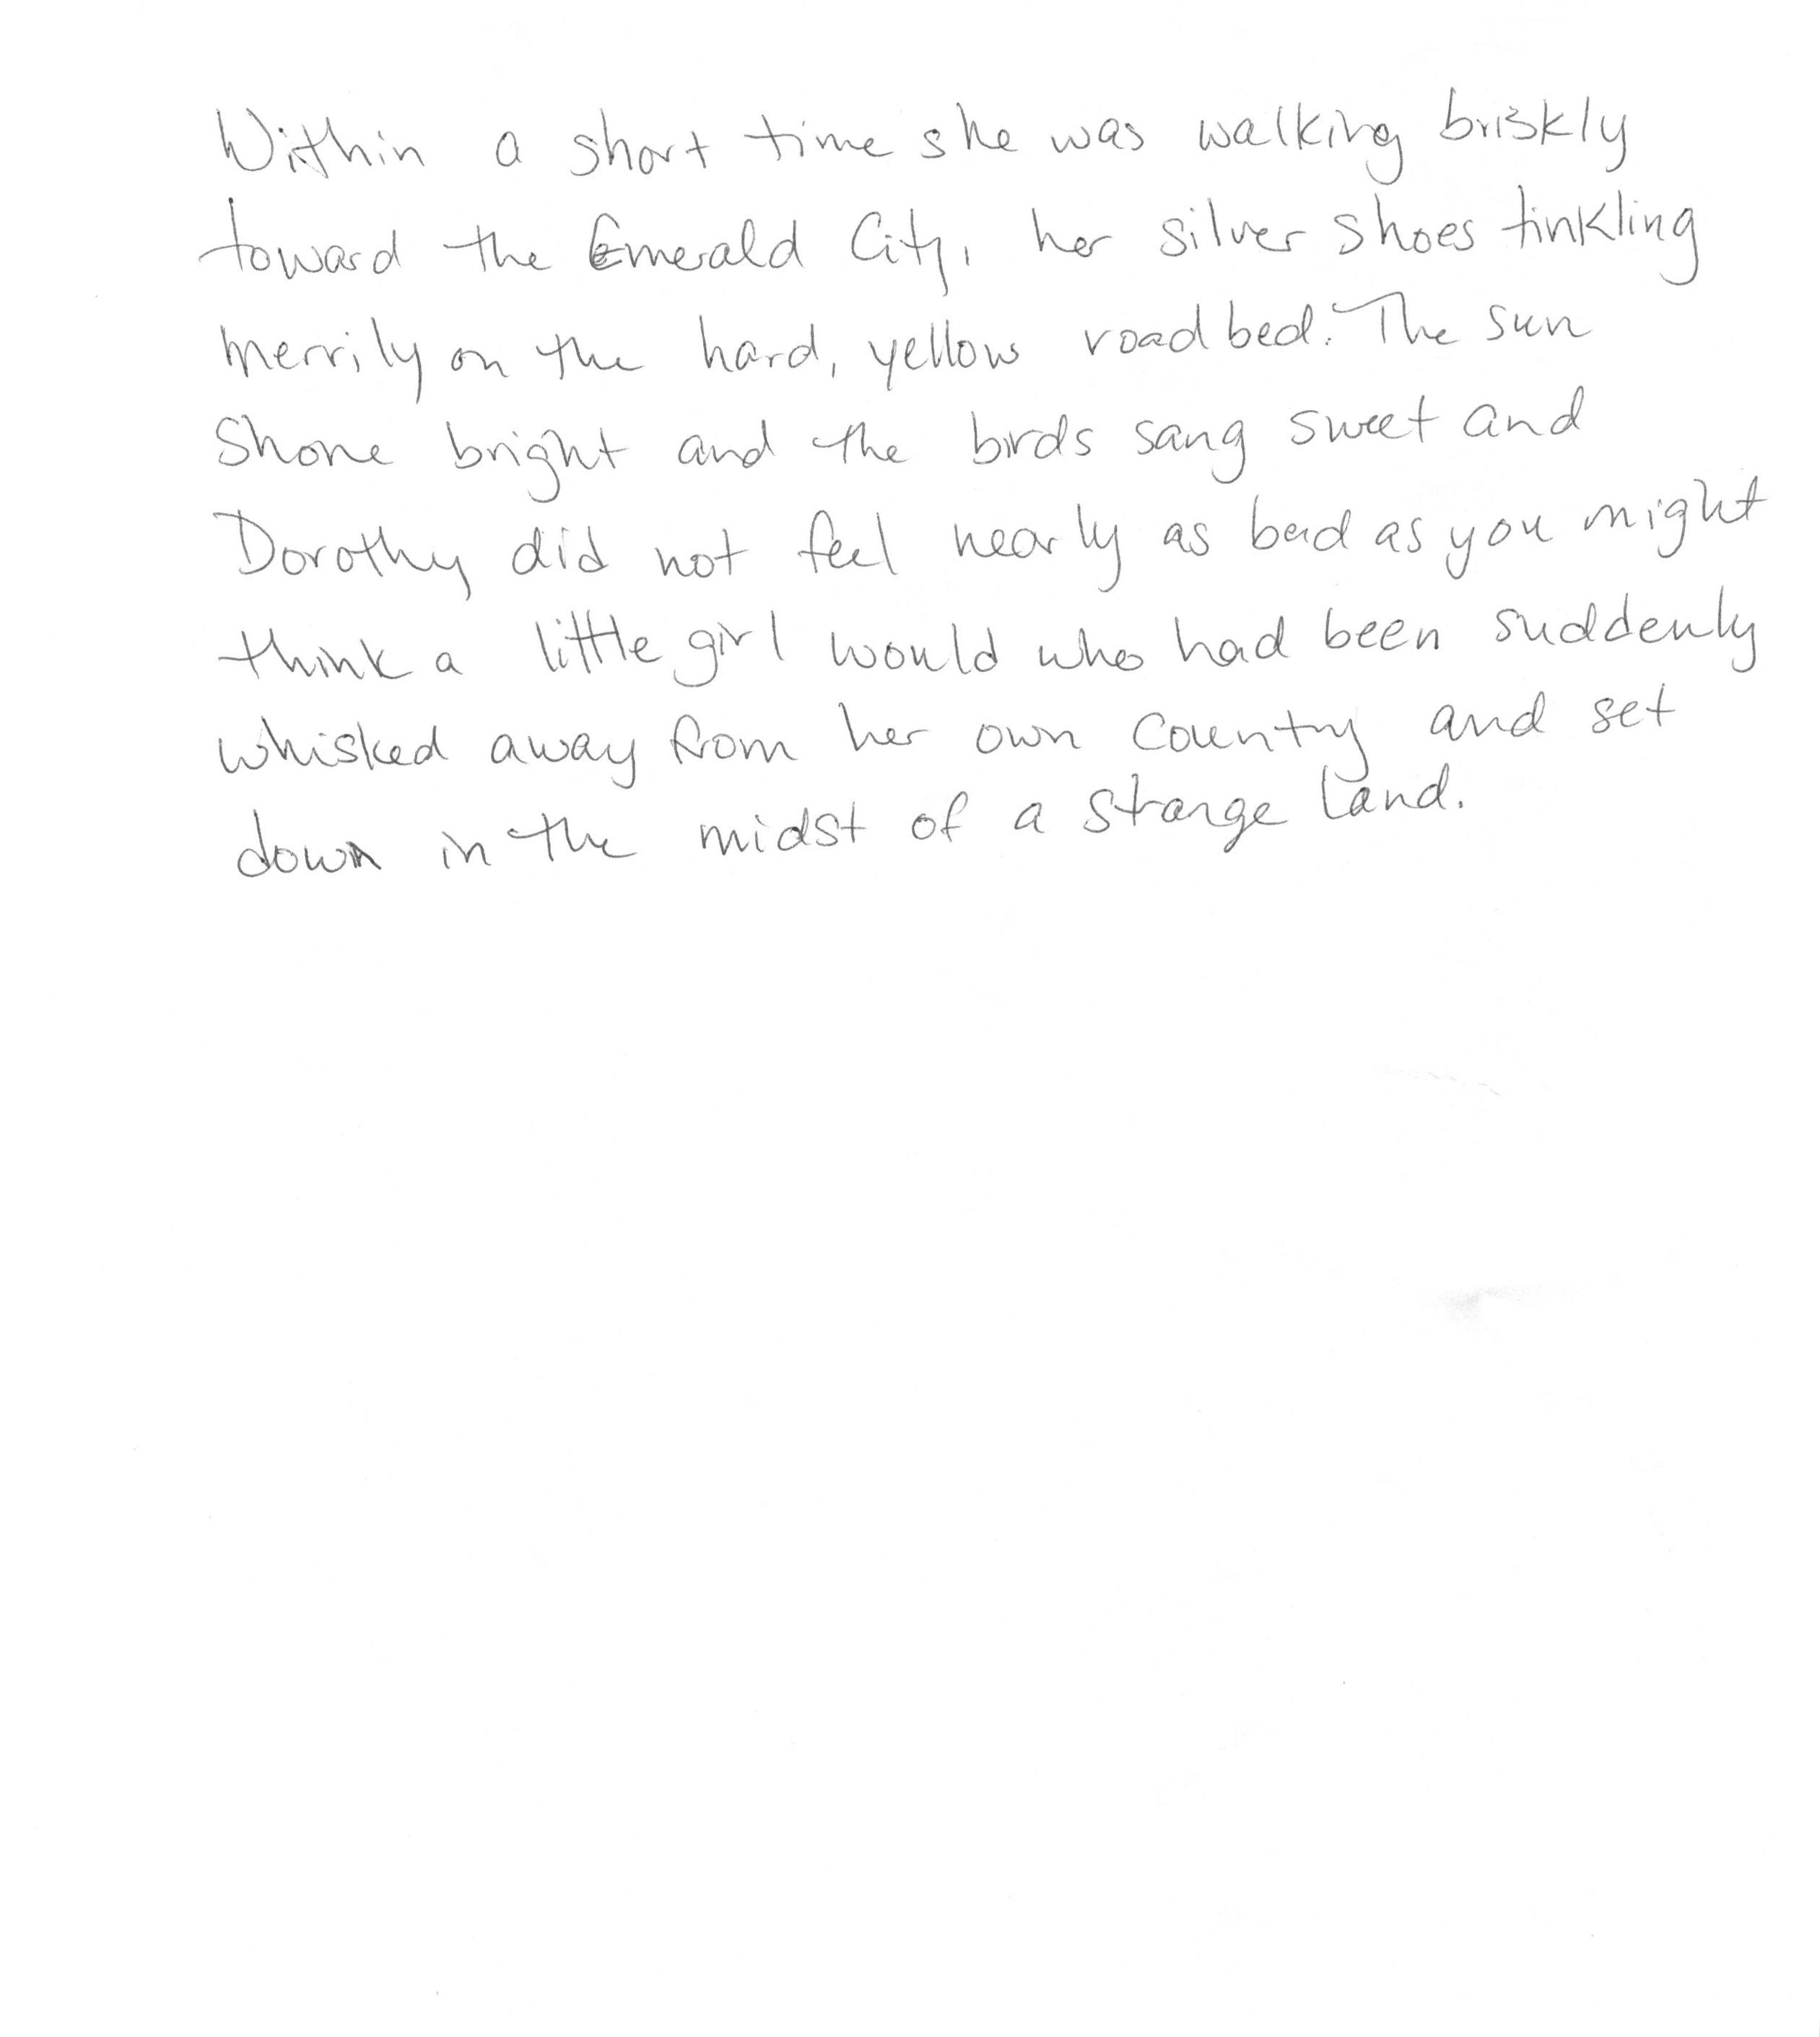 Within a short time she was walking briskly
toward the Emerald City, her silver shoes tinkling
merrily on the hard, yellow roadbed. The sun
shone bright and the birds sang sweet and
Dorothy did not feel nearly as bad as you might
think a little girl would who had been suddenly
whisked away from her own country and set
down in the midst of a strange land.